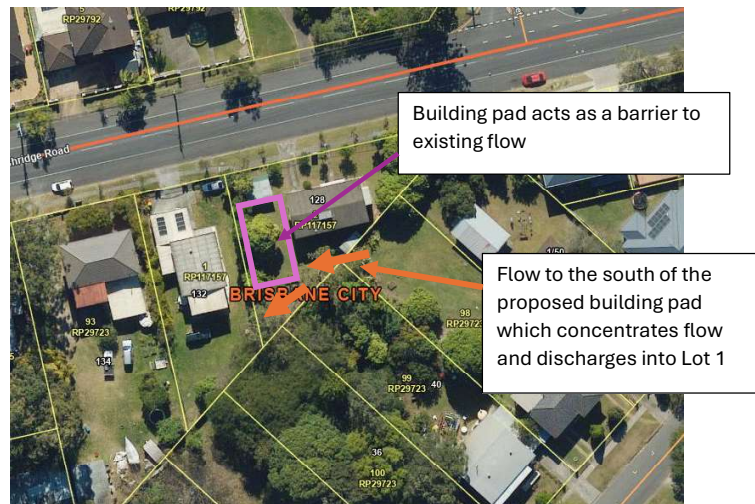 5
RP29792
RP29792
Building pad acts as a barrier to
existing flow
hridge Road
128
RP117157
1/50
1
RP117157
132
BRISBANE CITY
Flow to the south of the
proposed building pad
which concentrates flow
and discharges into Lot 1
98
RP29723
93
RP29723
134
99
RP29723
40
36
100
RP29723